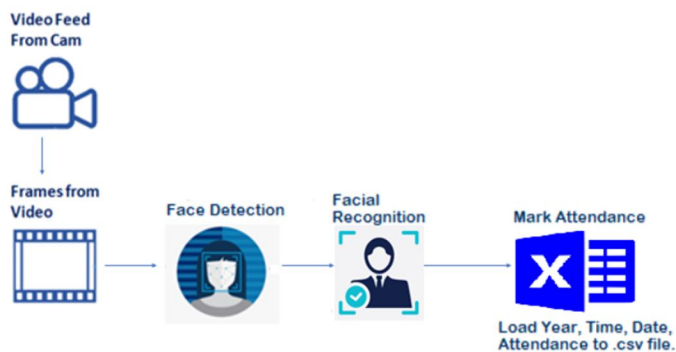 Video Feed
From Cam
Frames from
Video
Face Detection
Facial
Recognition
Mark Attendance
X
Load Year, Time, Date,
Attendance to .csv file.